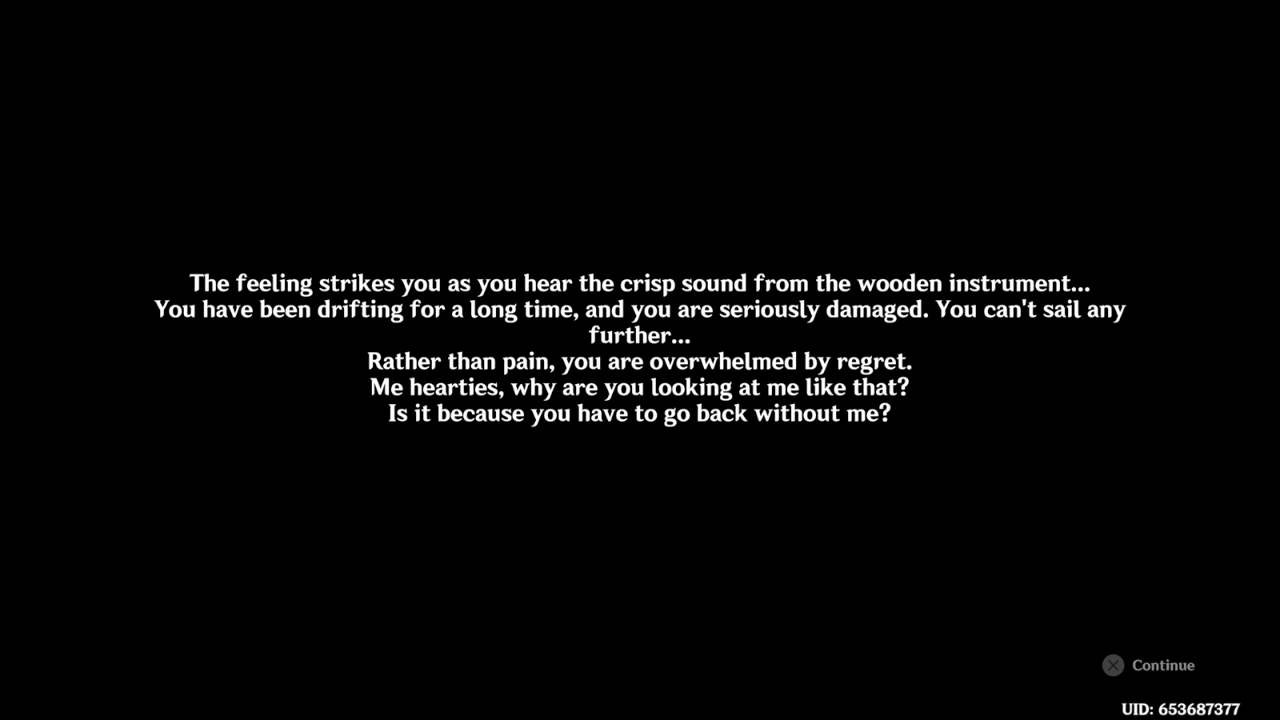 The feeling strikes you as you hear the crisp sound from the wooden instrument...
You have been drifting for a long time, and you are seriously damaged. You can't sail any
further...
Rather than pain, you are overwhelmed by regret.
Me hearties, why are you looking at me like that?
Is it because you have to go back without me?
Continue
UID: 653687377